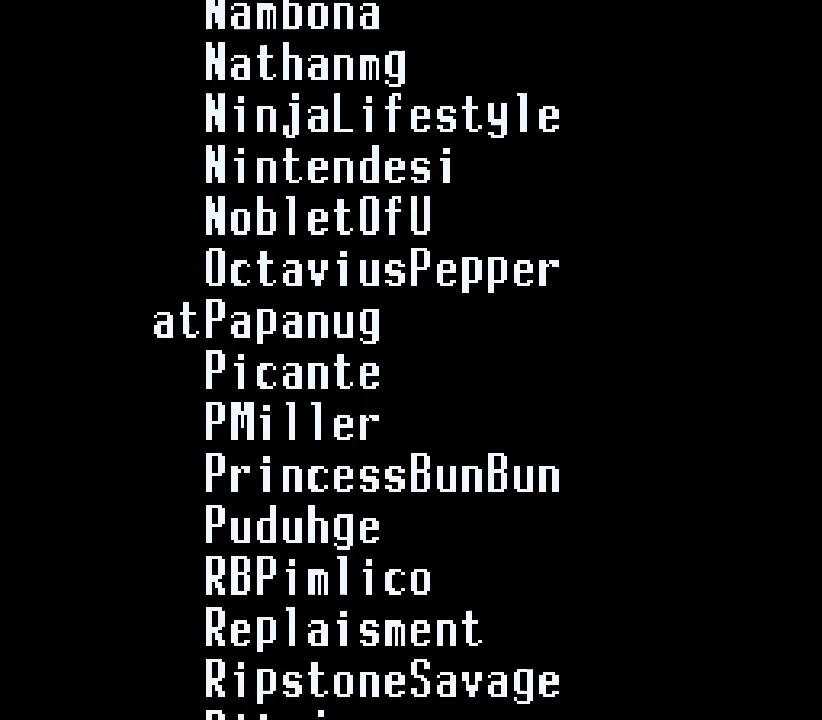 Nambona
Nathanmg
NinjaLifestyle
Nintendesi
NobletOfU
OctaviusPepper
atPapanug
Picante
PMiller
PrincessBunBun
Puduhge
RBPimlico
Replaisment
RipstoneSavage